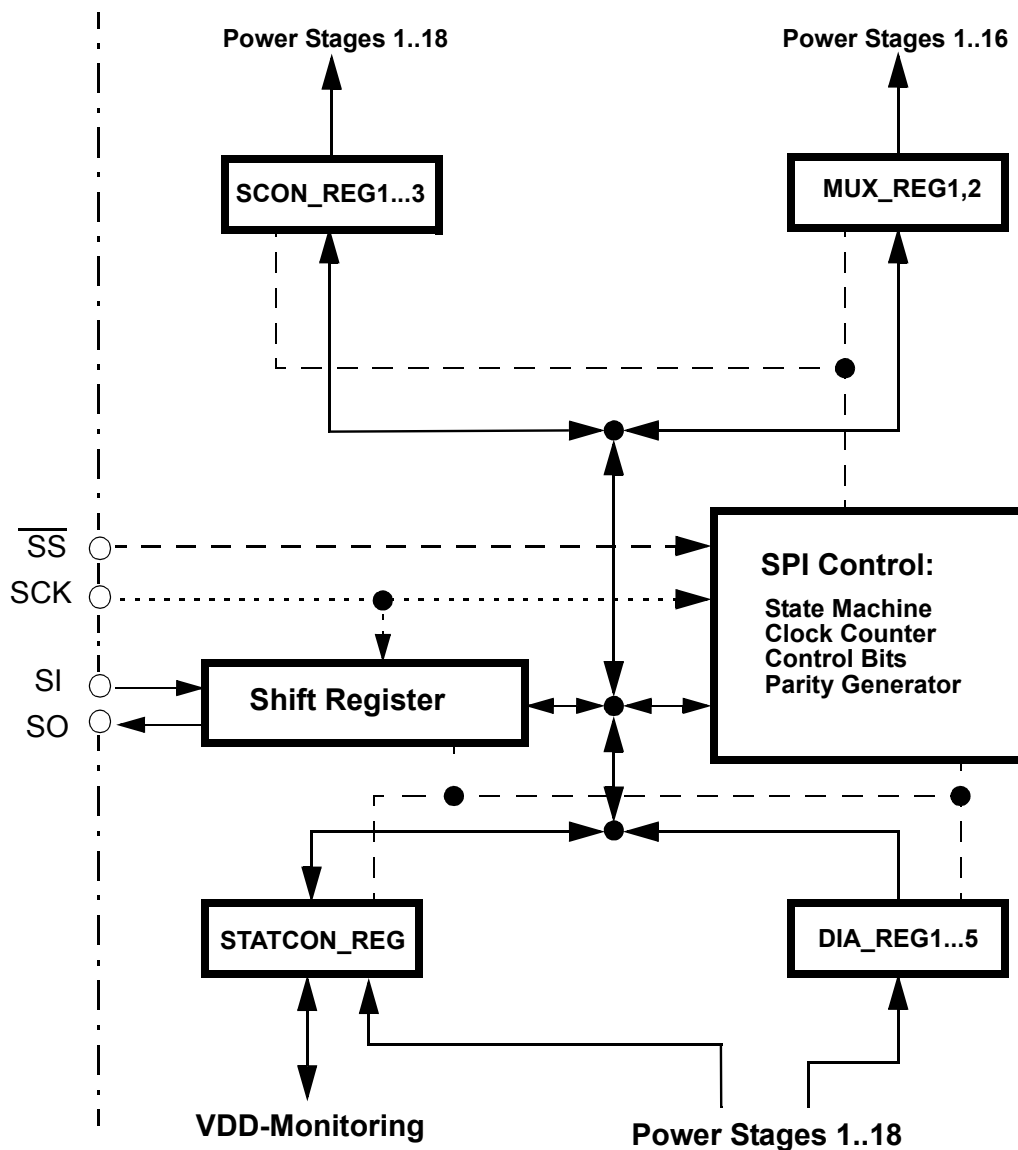 Power Stages 1..18
Power Stages 1..16
SCON_REG1...3
MUX_REG1,2
SS
SCK
SI
SO
SPI Control:
State Machine
Clock Counter
Control Bits
Parity Generator
Shift Register
STATCON_REG
DIA_REG1...5
VDD-Monitoring
Power Stages 1..18